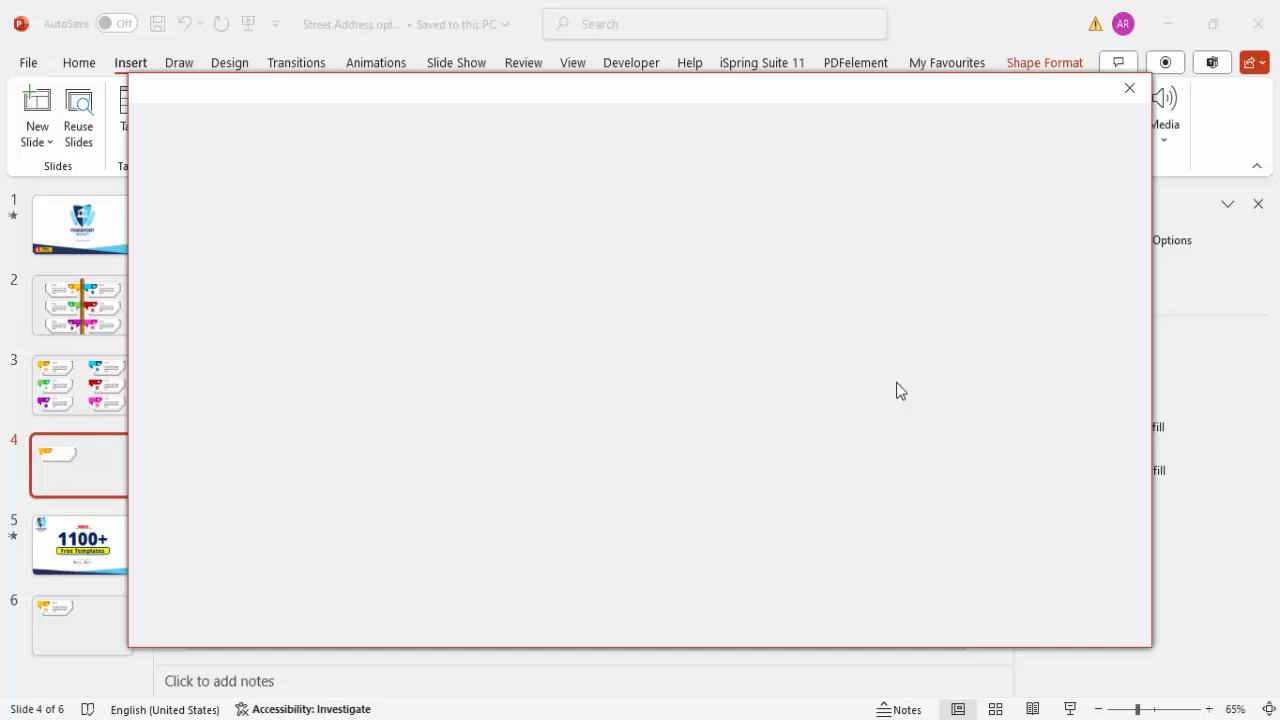 AutoSave Off Street Address opt... • Saved to this PC Search AR
File Home Insert Draw Design Transitions Animations Slide Show Review View Developer Help iSpring Suite 11 PDFelement My Favourites Shape Format
New Slide Reuse Slides Ta Media
Slides Ta
1
POWERPOINT
2
3
4
5
1100+
Free Templates
6
Options
fill
fill
Click to add notes
Slide 4 of 6 English (United States) Accessibility: Investigate Notes 65%